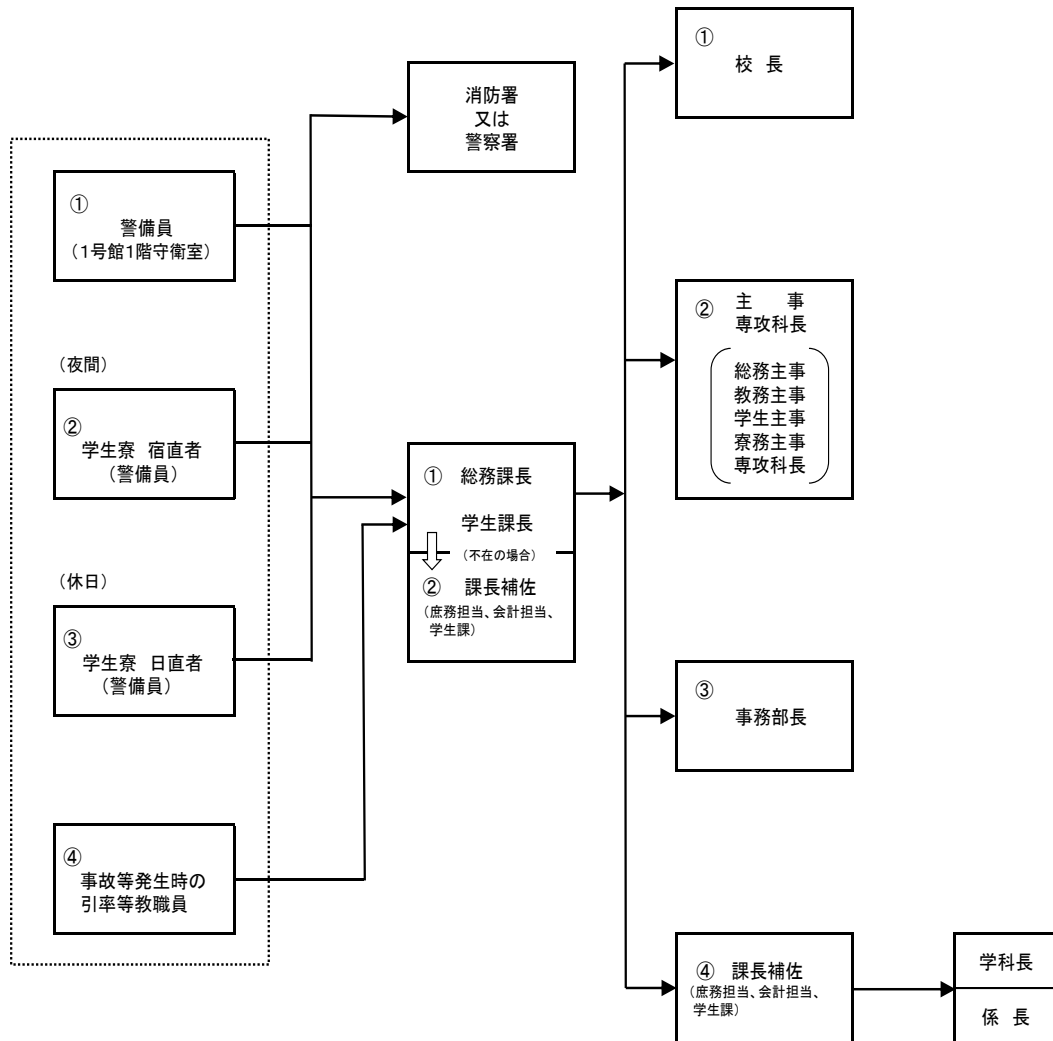 ①
警備員
（1号館1階守衛室）
（夜間）
②
学生寮 宿直者
（警備員）
（休日）
③
学生寮 日直者
（警備員）
④
事故等発生時の
引率等教職員
消防署
又は
警察署
① 総務課長
学生課長
（不在の場合）
② 課長補佐
（庶務担当、会計担当、
学生課）
①
校 長
② 主 事
専攻科長
総務主事
教務主事
学生主事
寮務主事
専攻科長
③
事務部長
④ 課長補佐
（庶務担当、会計担当、
学生課）
学科長
係 長